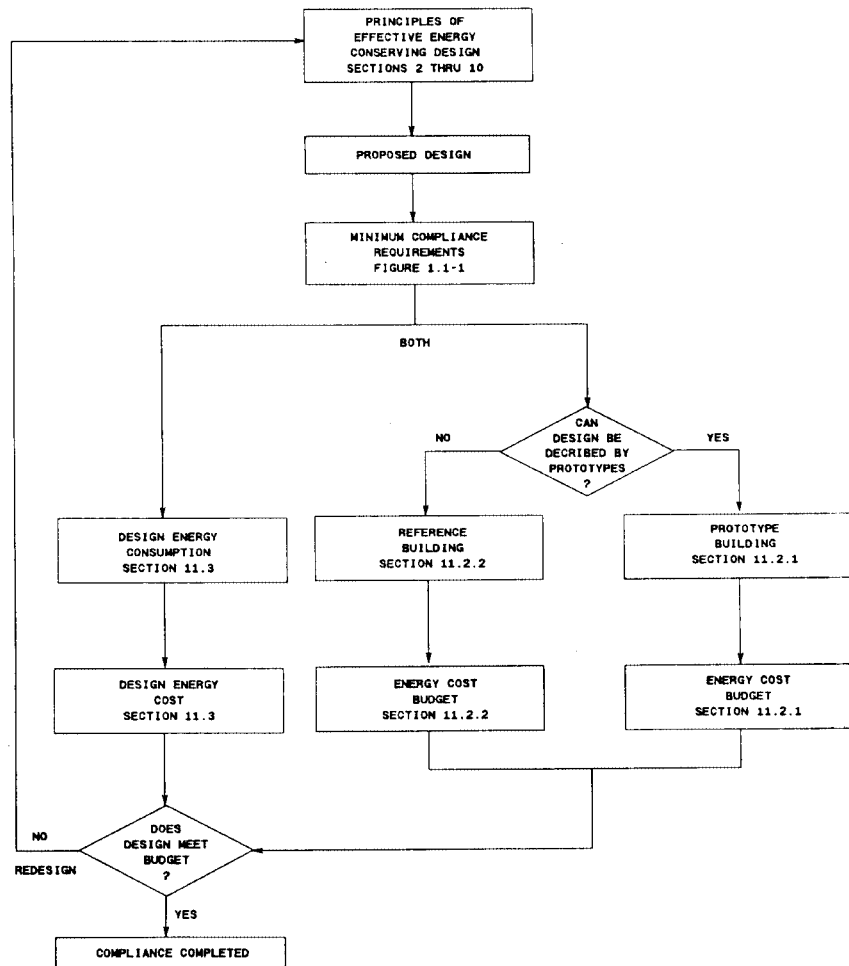 PRINCIPLES OF
EFFECTIVE ENERGY
CONSERVING DESIGN
SECTIONS 2 THRU 10
PROPOSED DESIGN
MINIMUM COMPLIANCE
REQUIREMENTS
FIGURE 1.1-1
BOTH
CAN
DESIGN BE
DECRIBED BY
PROTOTYPES
?
NO
YES
DESIGN ENERGY
CONSUMPTION
SECTION 11.3
REFERENCE
BUILDING
SECTION 11.2.2
PROTOTYPE
BUILDING
SECTION 11.2.1
DESIGN ENERGY
COST
SECTION 11.3
ENERGY COST
BUDGET
SECTION 11.2.2
ENERGY COST
BUDGET
SECTION 11.2.1
DOES
DESIGN MEET
BUDGET
?
NO
REDESIGN
YES
COMPLIANCE COMPLETED